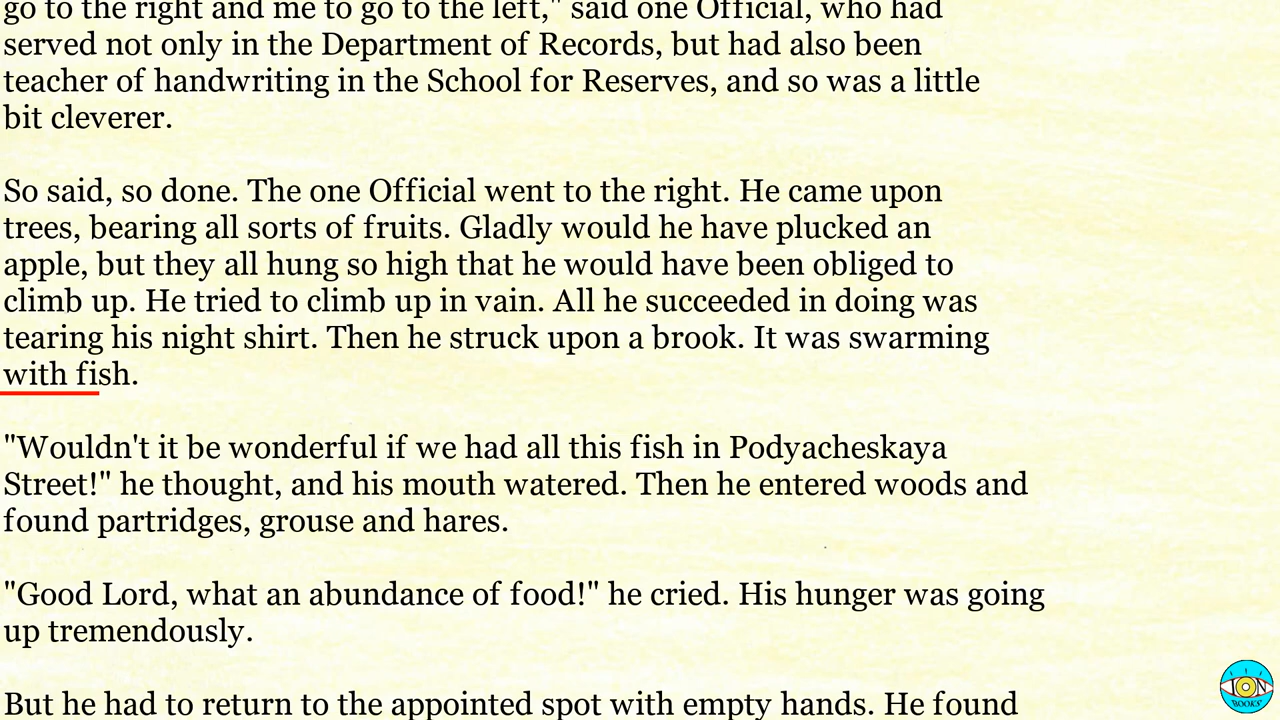 go to the right and me to go to the left," said one Official, who had
served not only in the Department of Records, but had also been
teacher of handwriting in the School for Reserves, and so was a little
bit cleverer.
So said, so done. The one Official went to the right. He came upon
trees, bearing all sorts of fruits. Gladly would he have plucked an
apple, but they all hung so high that he would have been obliged to
climb up. He tried to climb up in vain. All he succeeded in doing was
tearing his night shirt. Then he struck upon a brook. It was swarming
with fish.
"Wouldn't it be wonderful if we had all this fish in Podyacheskaya
Street!" he thought, and his mouth watered. Then he entered woods and
found partridges, grouse and hares.
"Good Lord, what an abundance of food!" he cried. His hunger was going
up tremendously.
But he had to return to the appointed spot with empty hands. He found
ION
BOOKS